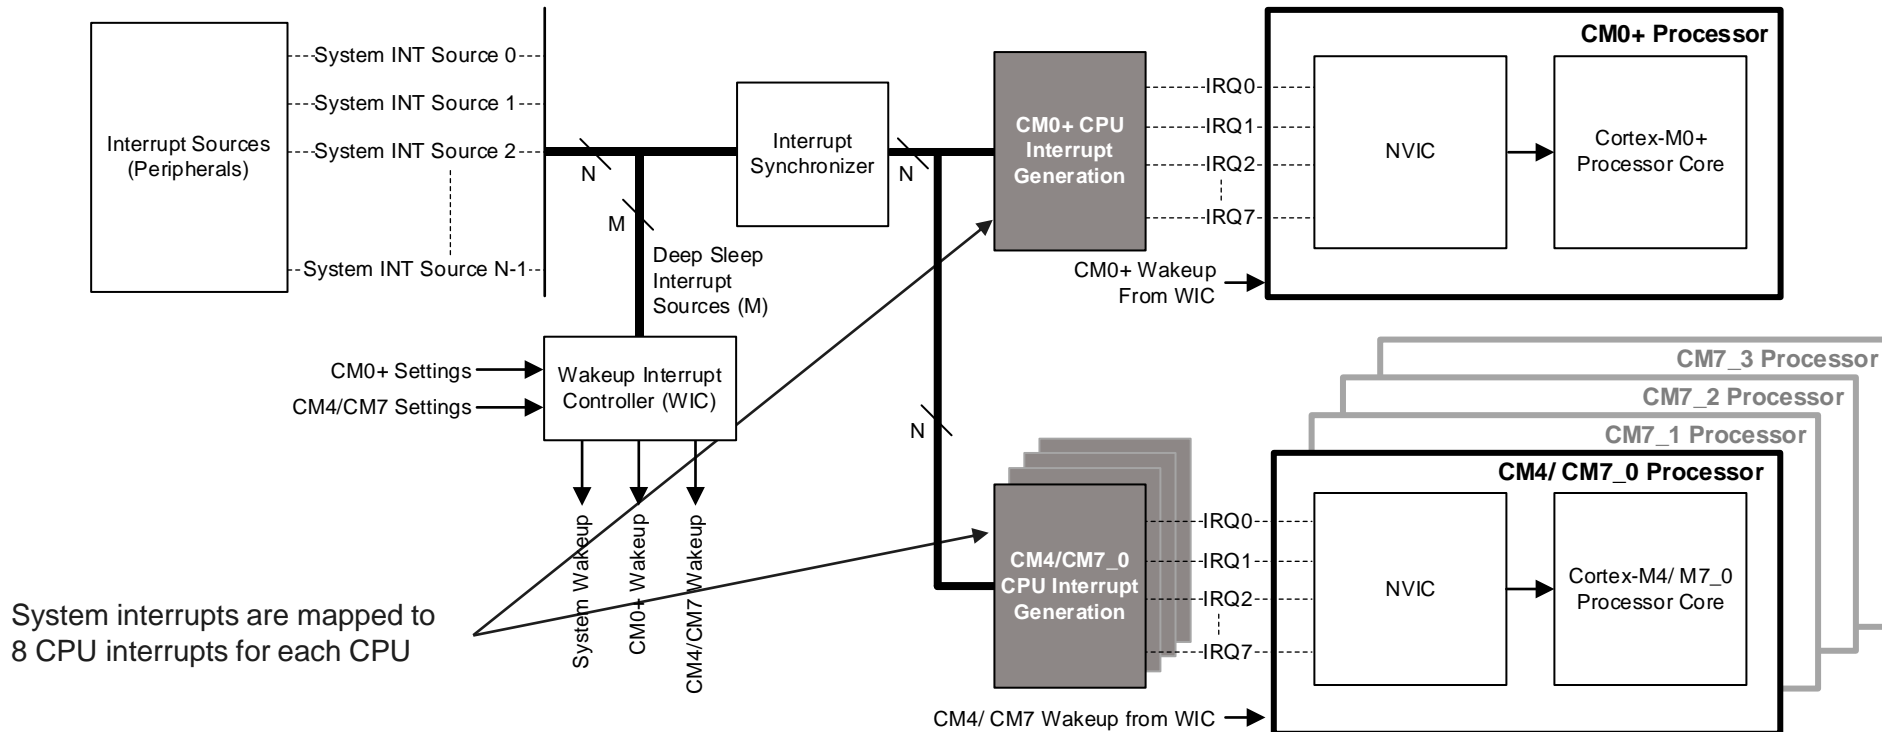 Interrupt Sources
(Peripherals)
System INT Source 0
System INT Source 1
System INT Source 2
System INT Source N-1
N
M
Deep Sleep
Interrupt
Sources (M)
Interrupt
Synchronizer
N
N
CM0+ CPU
Interrupt
Generation
IRQ0
IRQ1
IRQ2
IRQ7
CM0+ Processor
NVIC
Cortex-M0+
Processor Core
CM0+ Wakeup
From WIC
CM0+ Settings
CM4/CM7 Settings
Wakeup Interrupt
Controller (WIC)
System Wakeup
CM0+ Wakeup
CM4/CM7 Wakeup
System interrupts are mapped to
8 CPU interrupts for each CPU
CM4/CM7_0
CPU Interrupt
Generation
IRQ0
IRQ1
IRQ2
IRQ7
CM7_3 Processor
CM7_2 Processor
CM7_1 Processor
CM4/ CM7_0 Processor
NVIC
Cortex-M4/ M7_0
Processor Core
CM4/ CM7 Wakeup from WIC